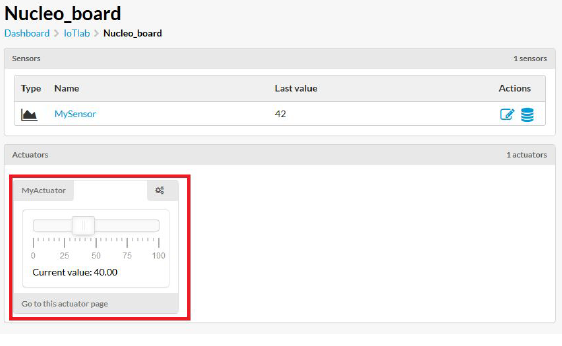 Nucleo_board
Dashboard > IoTlab > Nucleo_board
Sensors 1 sensors
Type Name Last value Actions
MySensor 42
Actuators 1 actuators
MyActuator
0 25 50 75 100
Current value: 40.00
Go to this actuator page